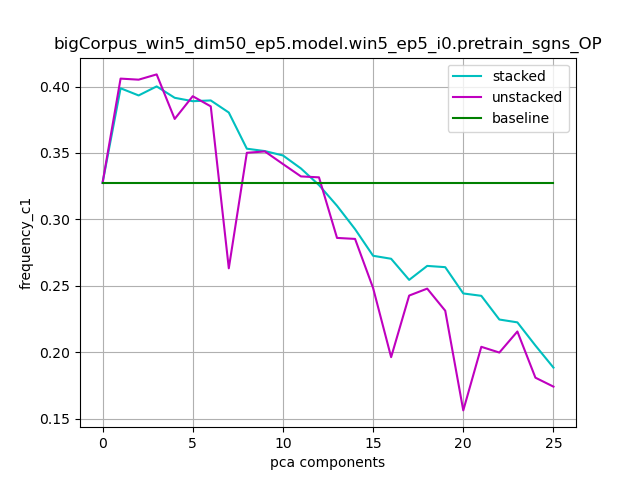 bigCorpus_win5_dim50_ep5.model.win5_ep5_i0.pretrain_sgns_OP
stacked
unstacked
baseline
0.40
0.35
0.30
0.25
0.20
0.15
frequency_c1
0 5 10 15 20 25
pca components